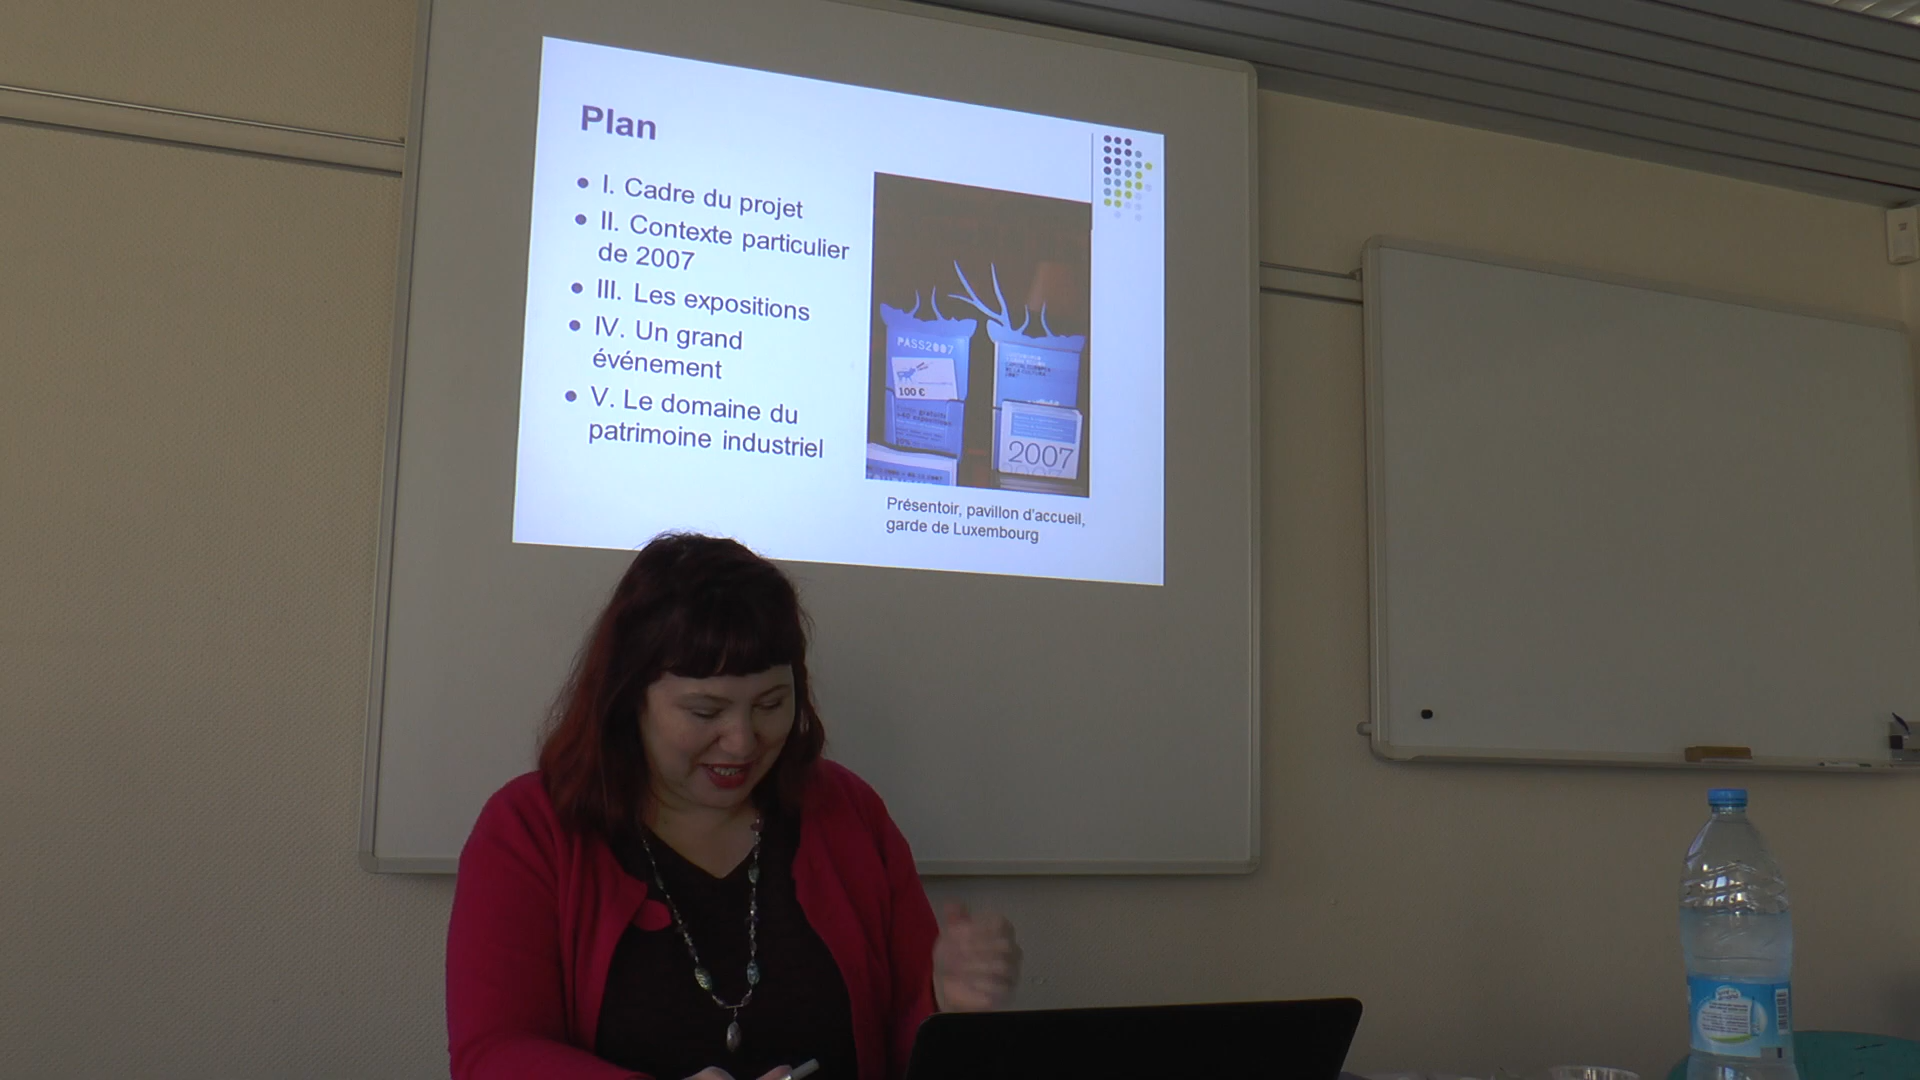 Plan
• I. Cadre du projet
• II. Contexte particulier
de 2007
• III. Les expositions
• IV. Un grand
événement
• V. Le domaine du
patrimoine industriel
PASS2007
100 €
2007
Présentoir, pavillon d'accueil,
garde de Luxembourg